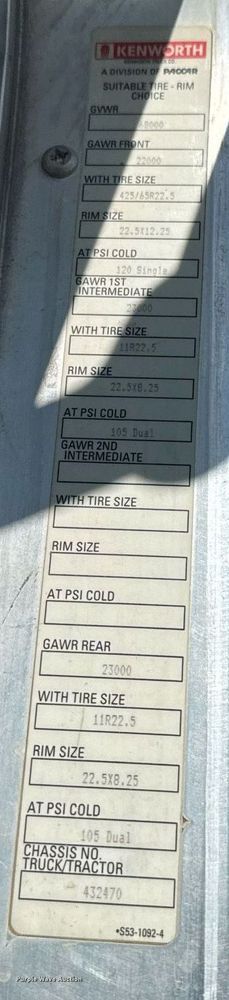 KENWORTH
KENWORTH TRUCK CO.
A DIVISION OF PACCAR
SUITABLE TIRE - RIM
CHOICE
GVWR
68000
GAWR FRONT
22000
WITH TIRE SIZE
425/65R22.5
RIM SIZE
22.5X12.25
AT PSI COLD
120 Single
GAWR 1ST
INTERMEDIATE
23000
WITH TIRE SIZE
11R22.5
RIM SIZE
22.5X8.25
AT PSI COLD
105 Dual
GAWR 2ND
INTERMEDIATE
WITH TIRE SIZE
RIM SIZE
AT PSI COLD
GAWR REAR
23000
WITH TIRE SIZE
11R22.5
RIM SIZE
22.5X8.25
AT PSI COLD
105 Dual
CHASSIS NO.
TRUCK/TRACTOR
432470
•S53-1092-4
Purple Wave Auction